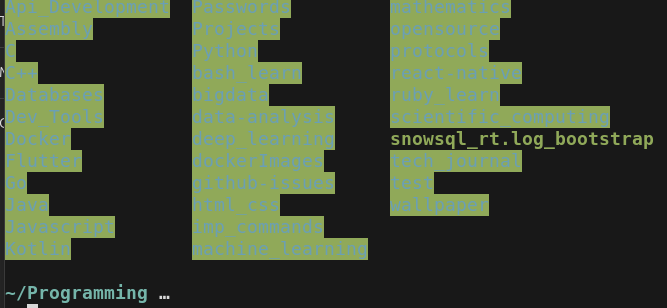 Api_Development Passwords mathematics
Assembly Projects opensource
C Python protocols
C++ bash_learn react-native
Databases bigdata ruby_learn
Dev_Tools data-analysis scientific_computing
Docker deep_learning snowsql_rt.log_bootstrap
Flutter dockerImages tech_journal
Go github-issues test
Java html_css wallpaper
Javascript imp_commands
Kotlin machine_learning
~/Programming …